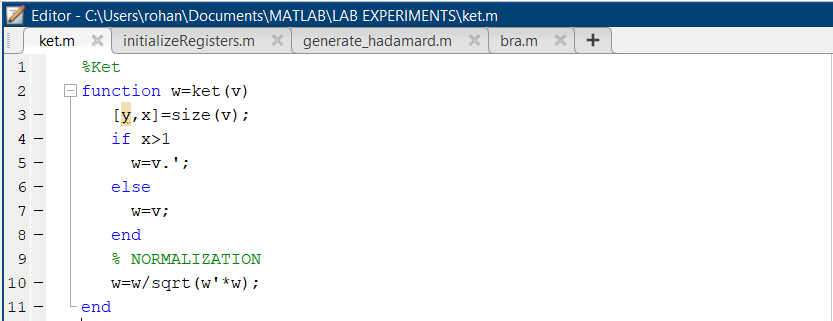 Editor - C:\Users\rohan\Documents\MATLAB\LAB EXPERIMENTS\ket.m
ket.m initializeRegisters.m generate_hadamard.m bra.m
1 %Ket
2 function w=ket(v)
3 [y,x]=size(v);
4 if x>1
5 w=v.';
6 else
7 w=v;
8 end
9 % NORMALIZATION
10 w=w/sqrt(w'*w);
11 end